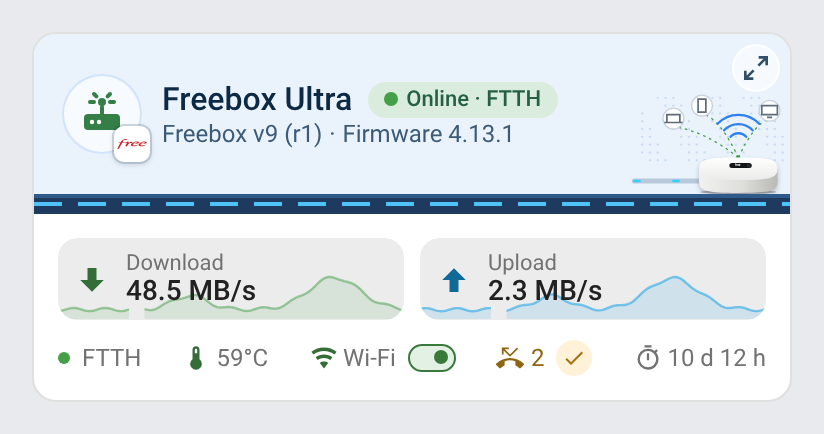 Freebox Ultra
Online · FTTH
free
Freebox v9 (r1) · Firmware 4.13.1
Download
48.5 MB/s
Upload
2.3 MB/s
FTTH
59°C
Wi-Fi
2
10 d 12 h